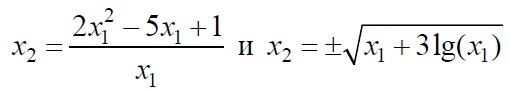 x₂ = (2x₁² − 5x₁ + 1) / x₁ и x₂ = ±√(x₁ + 3lg(x₁))